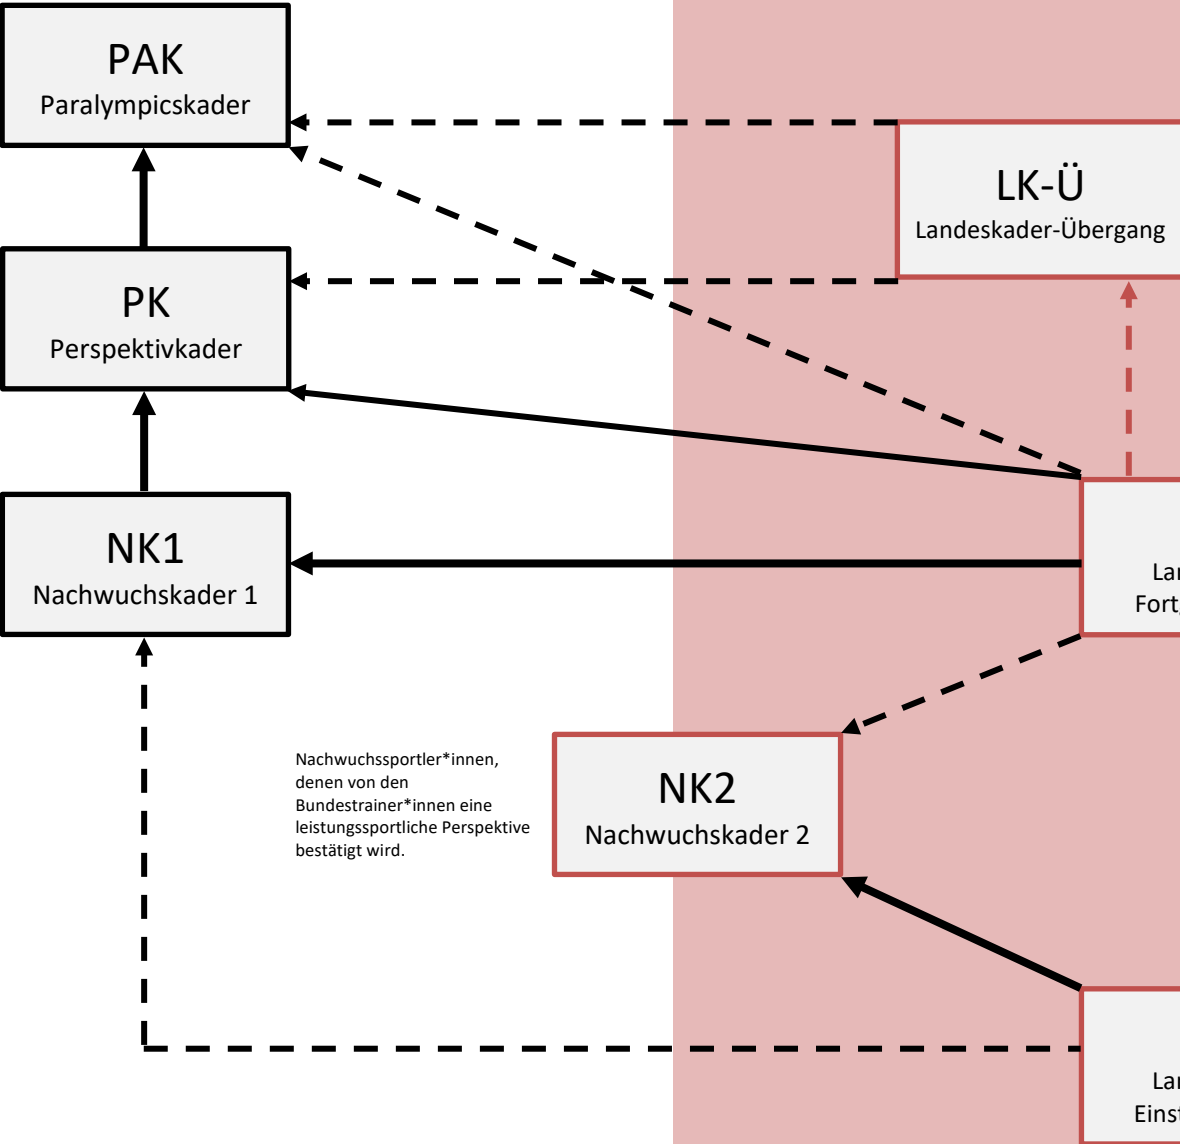 PAK
Paralympicskader
LK-Ü
Landeskader-Übergang
PK
Perspektivkader
NK1
Nachwuchskader 1
Nachwuchssportler*innen,
denen von den
Bundestrainer*innen eine
leistungssportliche Perspektive
bestätigt wird.
NK2
Nachwuchskader 2